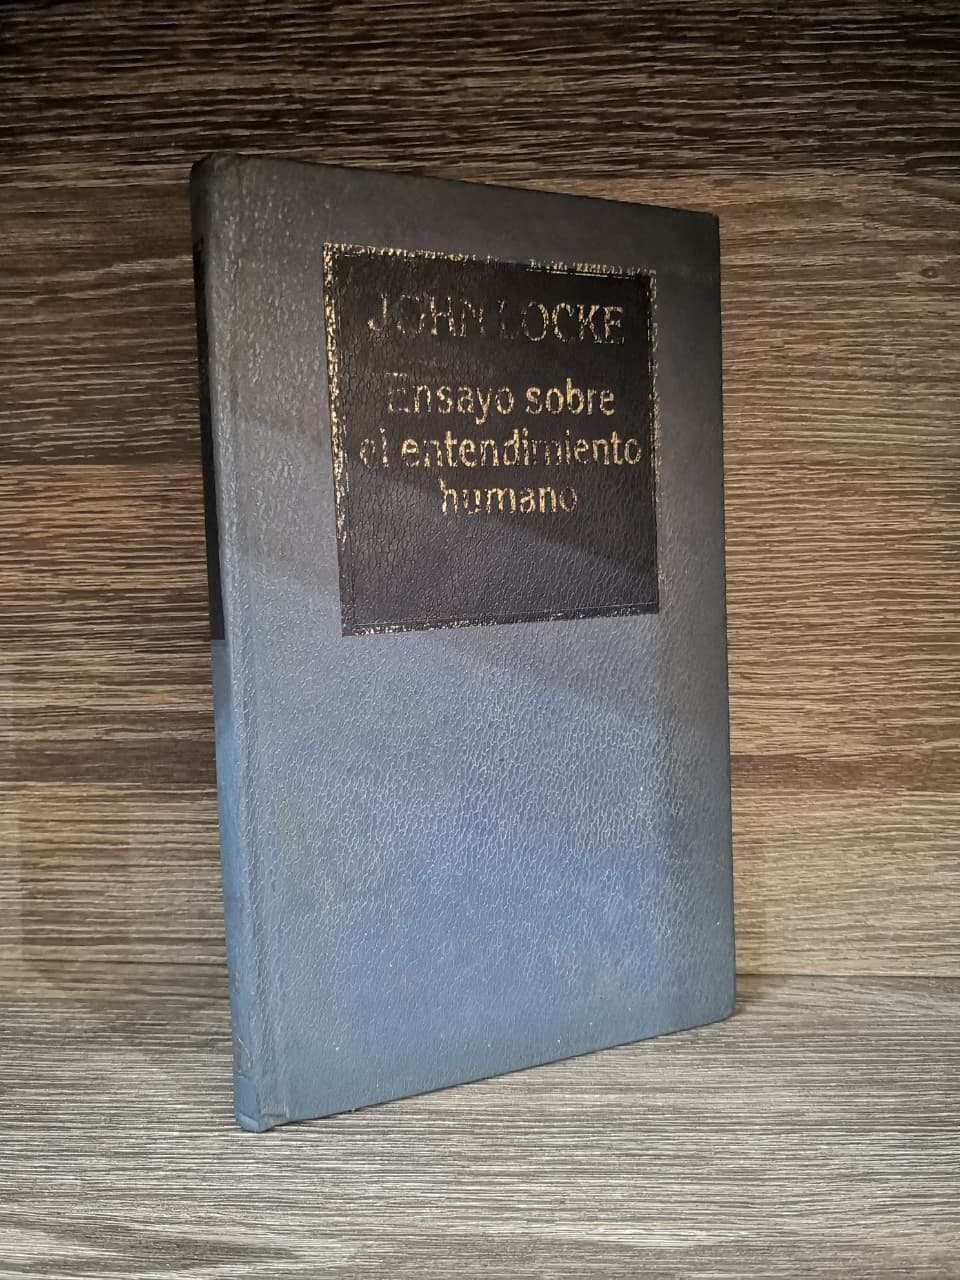 JOHN LOCKE
Ensayo sobre
el entendimiento
humano